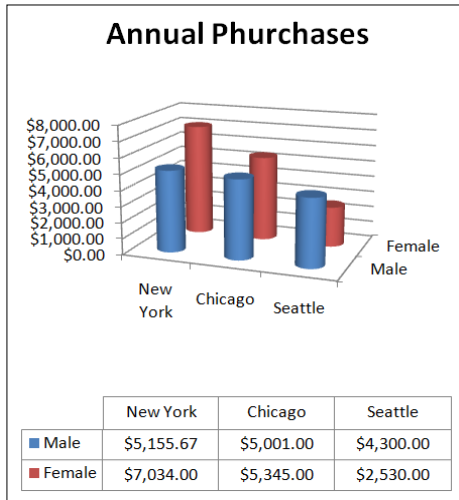 Annual Phurchases
$8,000.00
$7,000.00
$6,000.00
$5,000.00
$4,000.00
$3,000.00
$2,000.00
$1,000.00
$0.00
Female
Male
New
York
Chicago
Seattle
New York Chicago Seattle
Male $5,155.67 $5,001.00 $4,300.00
Female $7,034.00 $5,345.00 $2,530.00